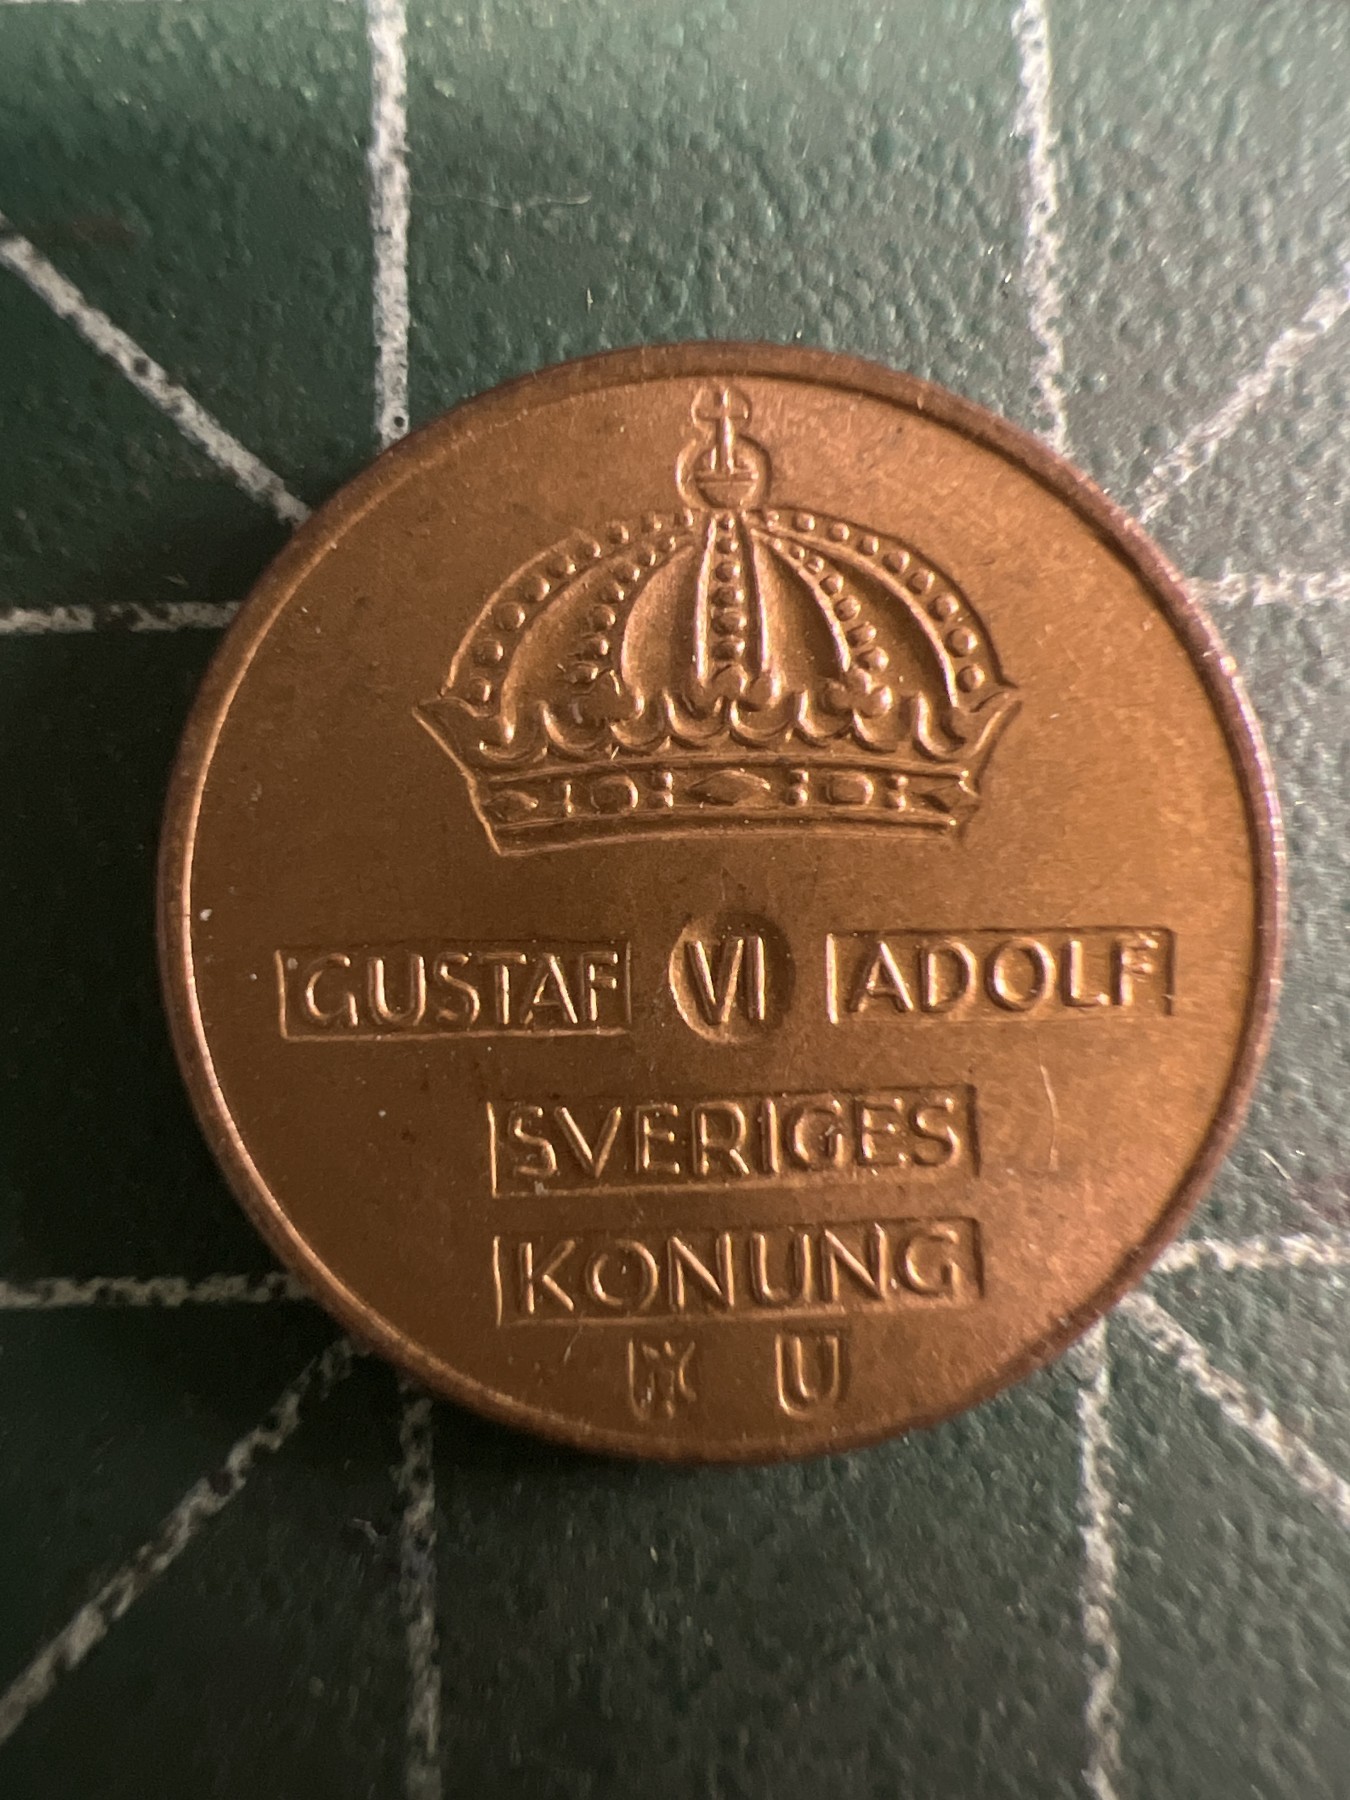 GUSTAF VI ADOLF
SVERIGES
KONUNG
U